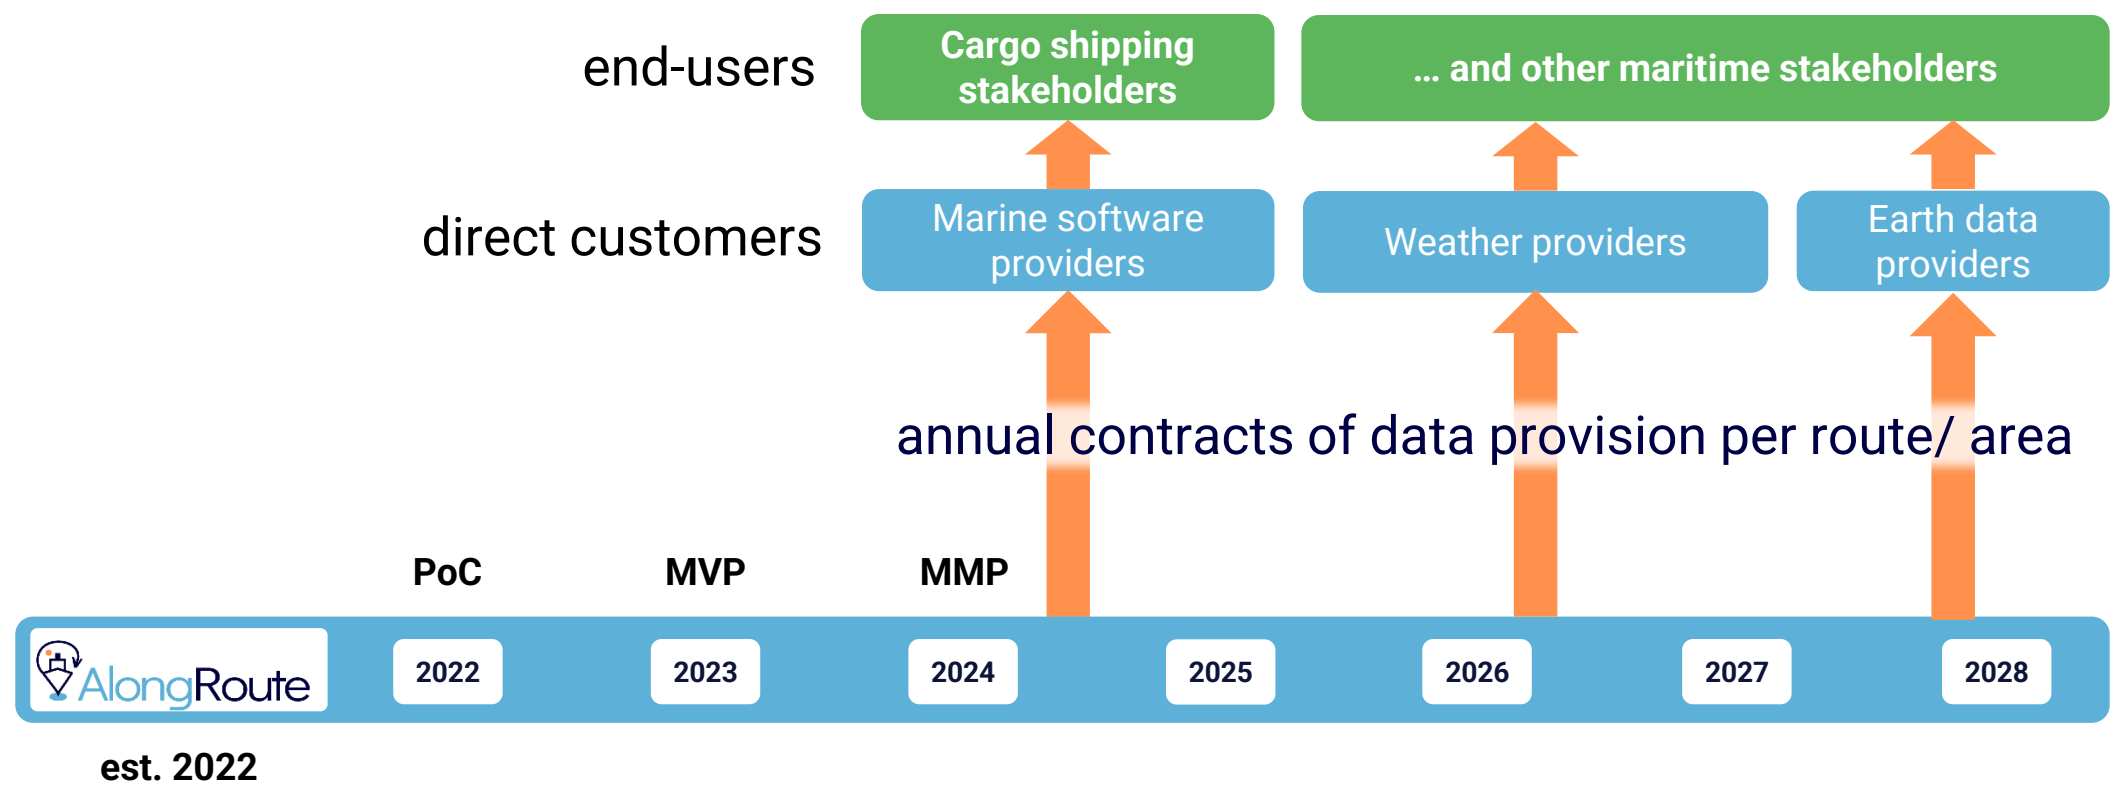 end-users
Cargo shipping
stakeholders
... and other maritime stakeholders
direct customers
Marine software
providers
Weather providers
Earth data
providers
annual contracts of data provision per route/ area
PoC
MVP
MMP
AlongRoute
2022
2023
2024
2025
2026
2027
2028
est. 2022